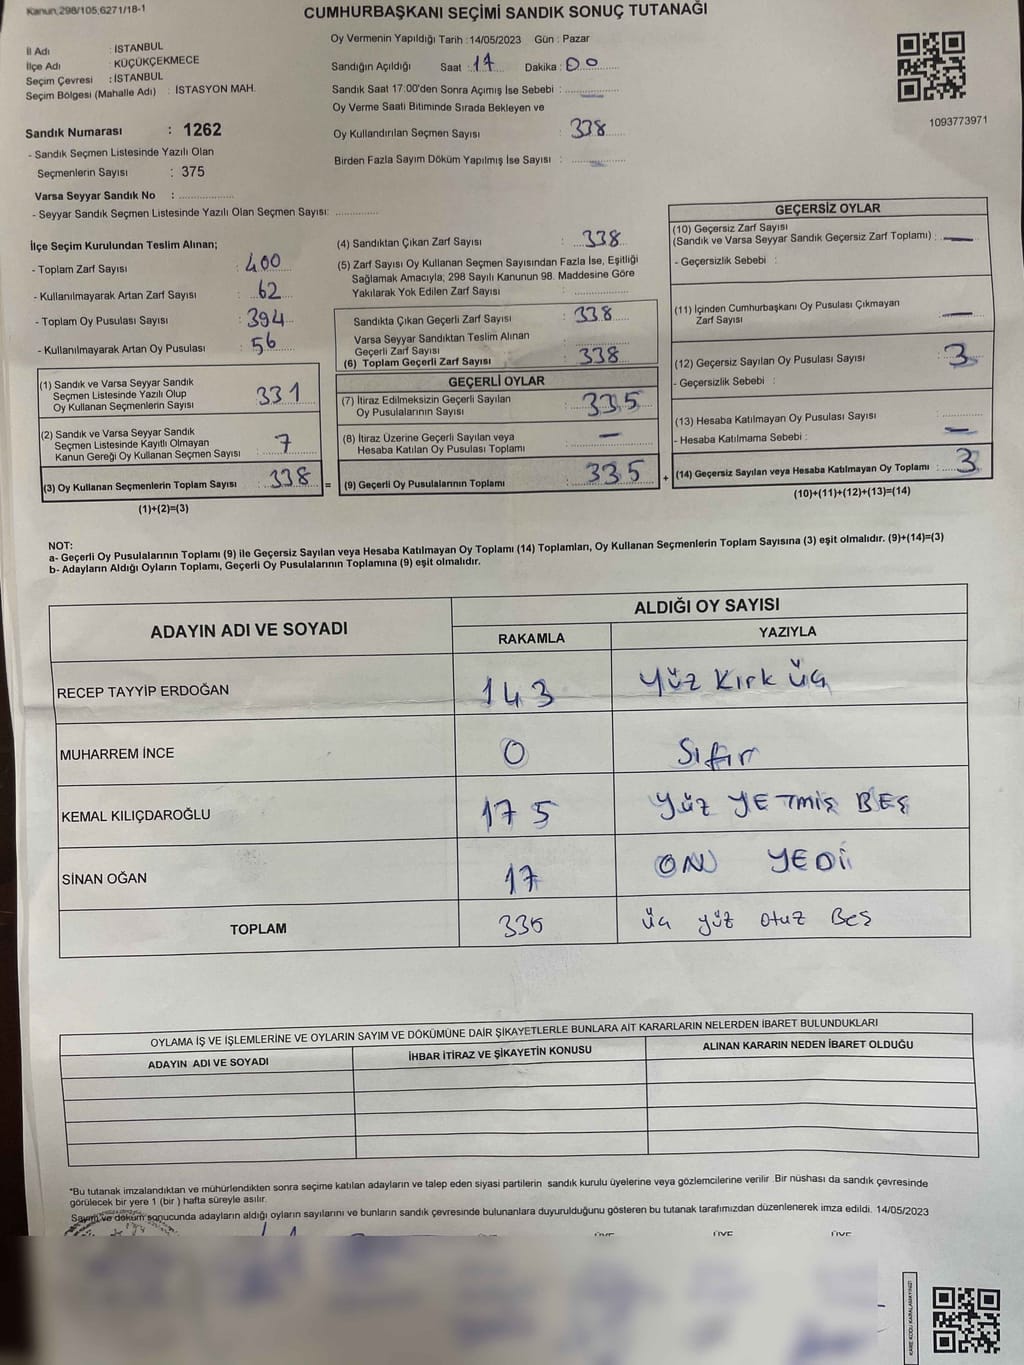 Kanun,298/105,6271/18-1
CUMHURBAŞKANI SEÇİMİ SANDIK SONUÇ TUTANAĞI
İl Adı : İSTANBUL
İlçe Adı : KÜÇÜKÇEKMECE
Seçim Çevresi : İSTANBUL
Seçim Bölgesi (Mahalle Adı) : İSTASYON MAH.
Sandık Numarası : 1262
- Sandık Seçmen Listesinde Yazılı Olan
Seçmenlerin Sayısı : 375
Varsa Seyyar Sandık No : ..................
- Seyyar Sandık Seçmen Listesinde Yazılı Olan Seçmen Sayısı: ..............
Oy Vermenin Yapıldığı Tarih :14/05/2023 Gün : Pazar
Sandığın Açıldığı Saat : 17 Dakika : 00
Sandık Saat 17:00'den Sonra Açımış İse Sebebi :
Oy Verme Saati Bitiminde Sırada Bekleyen ve
Oy Kullandırılan Seçmen Sayısı : 338
Birden Fazla Sayım Döküm Yapılmış İse Sayısı : —
1093773971
İlçe Seçim Kurulundan Teslim Alınan;
- Toplam Zarf Sayısı : 400
- Kullanılmayarak Artan Zarf Sayısı : 62
- Toplam Oy Pusulası Sayısı : 394
- Kullanılmayarak Artan Oy Pusulası : 56
(1) Sandık ve Varsa Seyyar Sandık
Seçmen Listesinde Yazılı Olup
Oy Kullanan Seçmenlerin Sayısı : 331
(2) Sandık ve Varsa Seyyar Sandık
Seçmen Listesinde Kayıtlı Olmayan
Kanun Gereği Oy Kullanan Seçmen Sayısı : 7
(3) Oy Kullanan Seçmenlerin Toplam Sayısı : 338 =
(1)+(2)=(3)
(4) Sandıktan Çıkan Zarf Sayısı : 338
(5) Zarf Sayısı Oy Kullanan Seçmen Sayısından Fazla İse, Eşitliği
Sağlamak Amacıyla; 298 Sayılı Kanunun 98. Maddesine Göre
Yakılarak Yok Edilen Zarf Sayısı : ..............
Sandıkta Çıkan Geçerli Zarf Sayısı : 338
Varsa Seyyar Sandıktan Teslim Alınan
Geçerli Zarf Sayısı :
(6) Toplam Geçerli Zarf Sayısı : 338
GEÇERLİ OYLAR
(7) İtiraz Edilmeksizin Geçerli Sayılan
Oy Pusulalarının Sayısı : 335
(8) İtiraz Üzerine Geçerli Sayılan veya
Hesaba Katılan Oy Pusulası Toplamı : —
(9) Geçerli Oy Pusulalarının Toplamı : 335 +
GEÇERSİZ OYLAR
(10) Geçersiz Zarf Sayısı
(Sandık ve Varsa Seyyar Sandık Geçersiz Zarf Toplamı) : —
- Geçersizlik Sebebi :
(11) İçinden Cumhurbaşkanı Oy Pusulası Çıkmayan
Zarf Sayısı —
(12) Geçersiz Sayılan Oy Pusulası Sayısı : 3
- Geçersizlik Sebebi :
(13) Hesaba Katılmayan Oy Pusulası Sayısı :
- Hesaba Katılmama Sebebi : —
(14) Geçersiz Sayılan veya Hesaba Katılmayan Oy Toplamı : 3
(10)+(11)+(12)+(13)=(14)
NOT:
a- Geçerli Oy Pusulalarının Toplamı (9) ile Geçersiz Sayılan veya Hesaba Katılmayan Oy Toplamı (14) Toplamları, Oy Kullanan Seçmenlerin Toplam Sayısına (3) eşit olmalıdır. (9)+(14)=(3)
b- Adayların Aldığı Oyların Toplamı, Geçerli Oy Pusulalarının Toplamına (9) eşit olmalıdır.
ADAYIN ADI VE SOYADI ALDIĞI OY SAYISI
RAKAMLA YAZIYLA
RECEP TAYYİP ERDOĞAN 143 Yüz Kırk üç
MUHARREM İNCE 0 Sıfır
KEMAL KILIÇDAROĞLU 175 Yüz YETMİŞ BEŞ
SİNAN OĞAN 17 ON YEDİ
TOPLAM 335 üç yüz otuz Beş
OYLAMA İŞ VE İŞLEMLERİNE VE OYLARIN SAYIM VE DÖKÜMÜNE DAİR ŞİKAYETLERLE BUNLARA AİT KARARLARIN NELERDEN İBARET BULUNDUKLARI
ADAYIN ADI VE SOYADI İHBAR İTİRAZ VE ŞİKAYETİN KONUSU ALINAN KARARIN NEDEN İBARET OLDUĞU
*Bu tutanak imzalandıktan ve mühürlendikten sonra seçime katılan adayların ve talep eden siyasi partilerin sandık kurulu üyelerine veya gözlemcilerine verilir .Bir nüshası da sandık çevresinde
görülecek bir yere 1 (bir ) hafta süreyle asılır.
Sayım ve döküm sonucunda adayların aldığı oyların sayılarını ve bunların sandık çevresinde bulunanlara duyurulduğunu gösteren bu tutanak tarafımızdan düzenlenerek imza edildi. 14/05/2023
ÜYE ÜYE ÜYE
KARE KODU KARALAMAYINIZ!